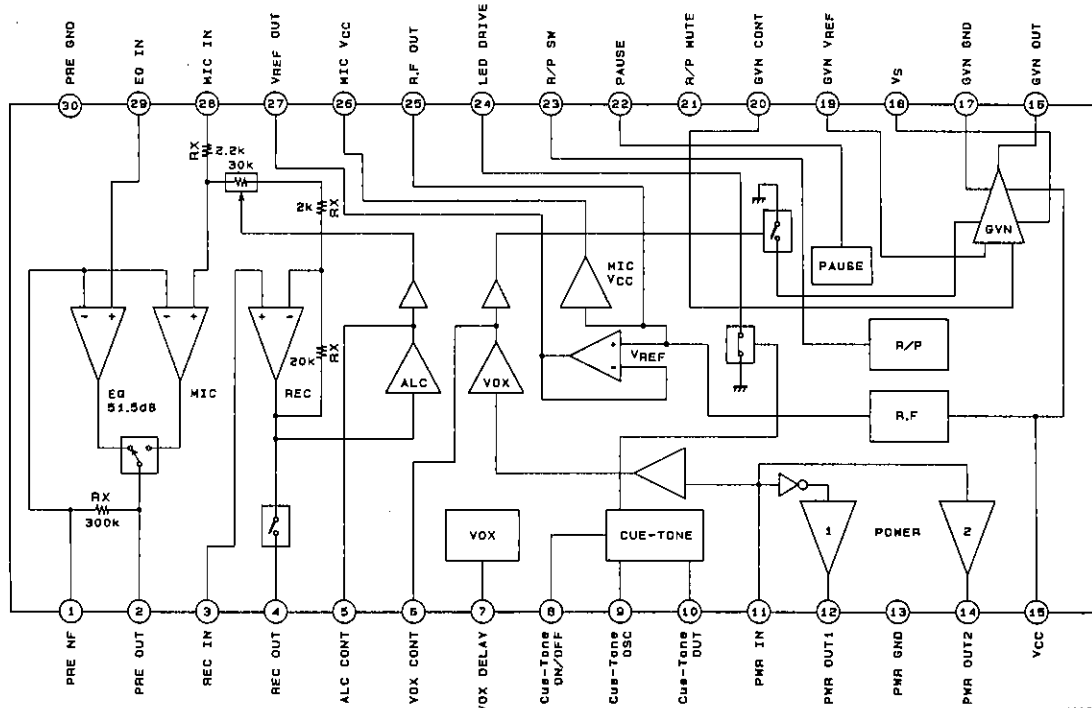 PRE GND
EQ IN
MIC IN
VREF OUT
MIC VCC
R.F OUT
LED DRIVE
R/P SW
PAUSE
R/P MUTE
GVN CONT
GVN VREF
VS
GVN GND
GVN OUT
30
29
28
27
26
25
24
23
22
21
20
19
18
17
16
RX
2.2k
30k
2k
RX
GVN
MIC
VCC
PAUSE
- +
- +
+ -
20k
RX
+
-
VREF
R/P
EQ
51.5dB
MIC
REC
ALC
VOX
R.F
RX
300k
VOX
CUE-TONE
1
POWER
2
1
2
3
4
5
6
7
8
9
10
11
12
13
14
15
PRE NF
PRE OUT
REC IN
REC OUT
ALC CONT
VOX CONT
VOX DELAY
Cue-Tone
ON/OFF
Cue-Tone
OSC
Cue-Tone
OUT
PWR IN
PWR OUT1
PWR GND
PWR OUT2
VCC